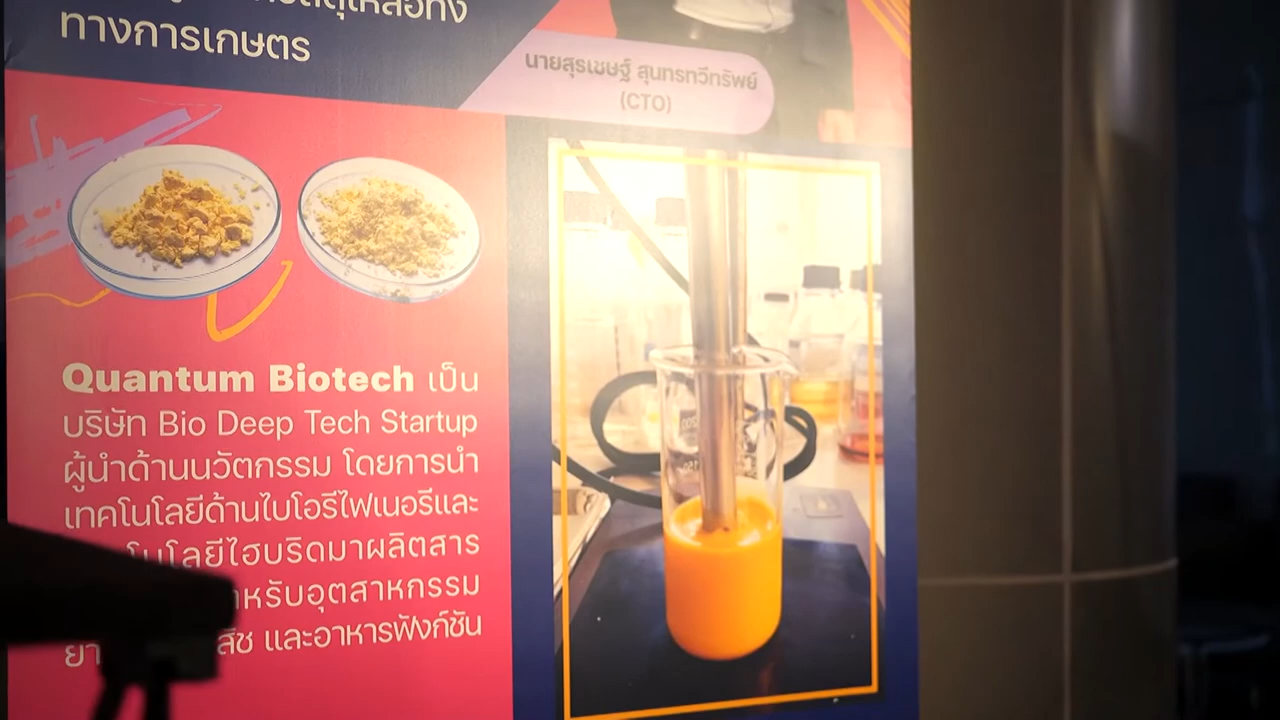 ทางการเกษตร
นายสุรเชษฐ์ สุนทรทวีทรัพย์
(CTO)
Quantum Biotech เป็น
บริษัท Bio Deep Tech Startup
ผู้นำด้านนวัตกรรม โดยการนำ
เทคโนโลยีด้านไบโอรีไฟเนอรีและ
โนโลยีไฮบริดมาผลิตสาร
หรับอุตสาหกรรม
ยา และอาหารฟังก์ชัน